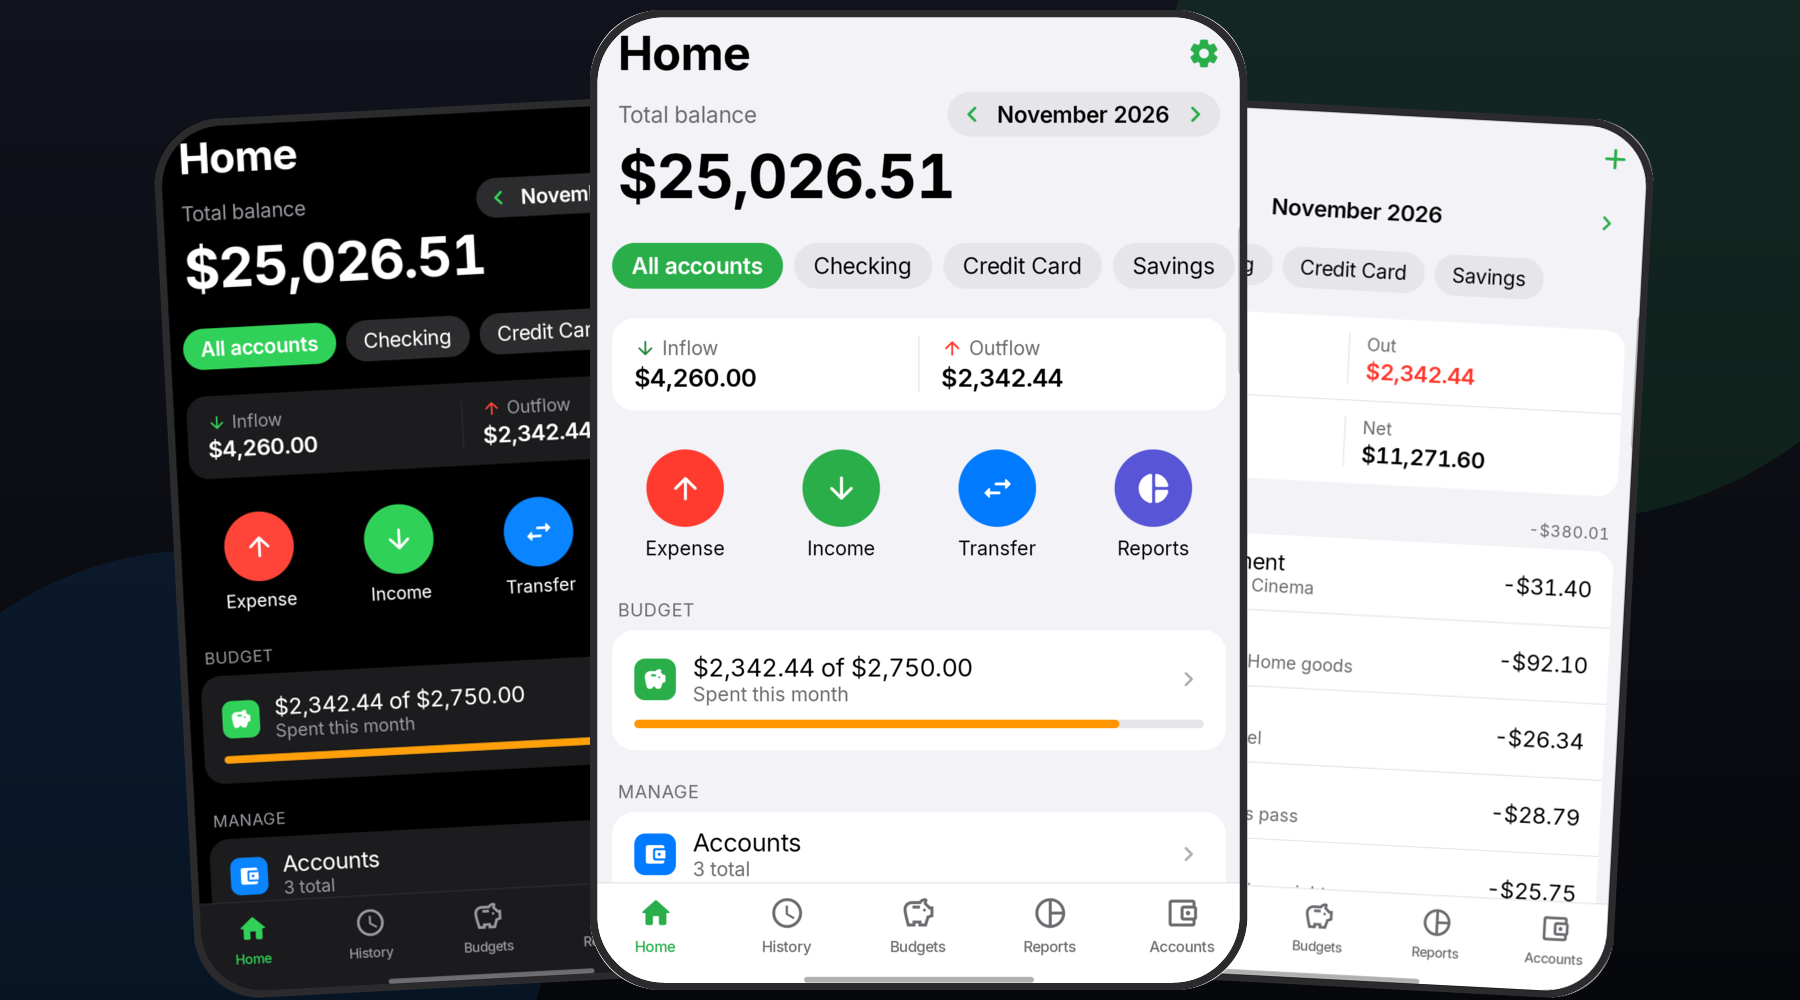 Home
Total balance
Novem
$25,026.51
All accounts
Checking
Credit Car
Inflow
$4,260.00
Outflow
$2,342.44
Expense
Income
Transfer
BUDGET
$2,342.44 of $2,750.00
Spent this month
MANAGE
Accounts
3 total
Home
History
Budgets
Re
Home
Total balance
November 2026
$25,026.51
All accounts
Checking
Credit Card
Savings
Inflow
$4,260.00
Outflow
$2,342.44
Expense
Income
Transfer
Reports
BUDGET
$2,342.44 of $2,750.00
Spent this month
MANAGE
Accounts
3 total
Home
History
Budgets
Reports
Accounts
November 2026
g
Credit Card
Savings
Out
$2,342.44
Net
$11,271.60
-$380.01
ment
Cinema
-$31.40
Home goods
-$92.10
el
-$26.34
s pass
-$28.79
-$25.75
Budgets
Reports
Accounts